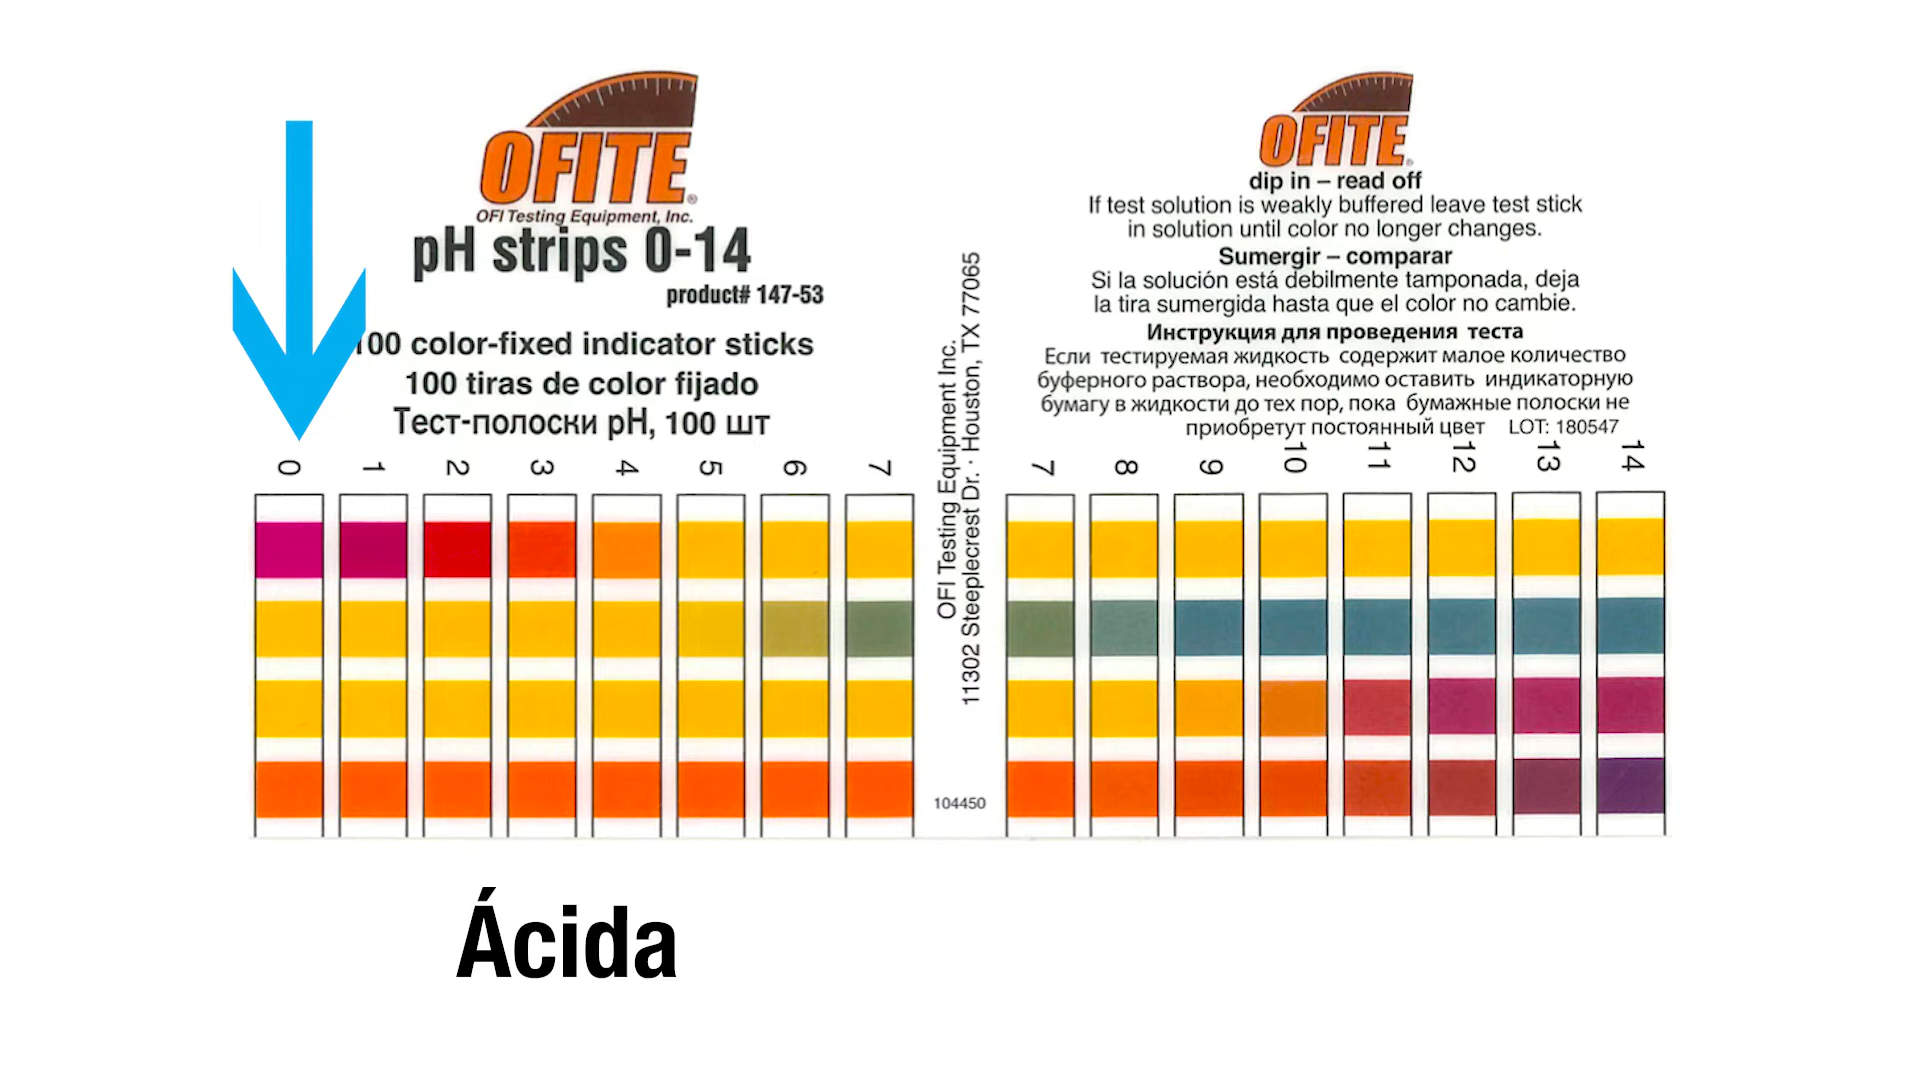 OFITE®
OFI Testing Equipment, Inc.
pH strips 0-14
product# 147-53
100 color-fixed indicator sticks
100 tiras de color fijado
Тест-полоски pH, 100 шт
0 1 2 3 4 5 6 7
OFI Testing Equipment Inc.
11302 Steeplecrest Dr. · Houston, TX 77065
104450
OFITE®
dip in – read off
If test solution is weakly buffered leave test stick
in solution until color no longer changes.
Sumergir – comparar
Si la solución está debilmente tamponada, deja
la tira sumergida hasta que el color no cambie.
Инструкция для проведения теста
Если тестируемая жидкость содержит малое количество
буферного раствора, необходимо оставить индикаторную
бумагу в жидкости до тех пор, пока бумажные полоски не
приобретут постоянный цвет LOT: 180547
7 8 9 10 11 12 13 14
Ácida